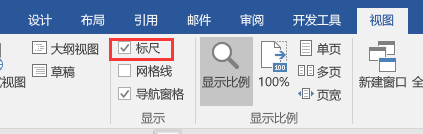 设计 布局 引用 邮件 审阅 开发工具 视图
大纲视图 标尺 单页
草稿 网格线 多页
视图 导航窗格 显示比例 100% 页宽 新建窗口 全
显示 显示比例